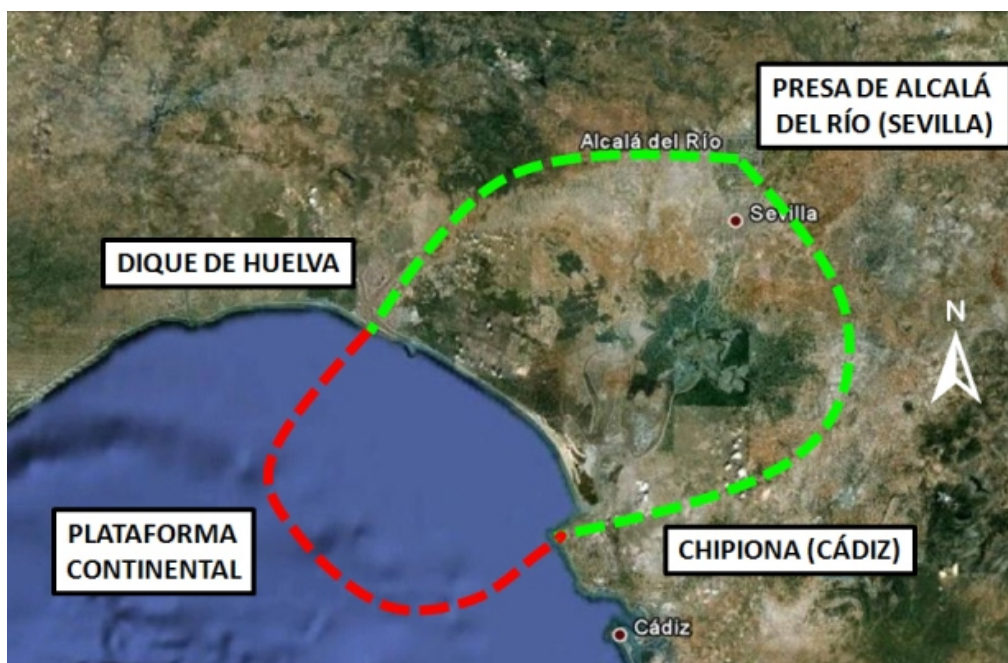 PRESA DE ALCALÁ
DEL RÍO (SEVILLA)
Alcalá del Río
Sevilla
DIQUE DE HUELVA
N
PLATAFORMA
CONTINENTAL
CHIPIONA (CÁDIZ)
Cádiz